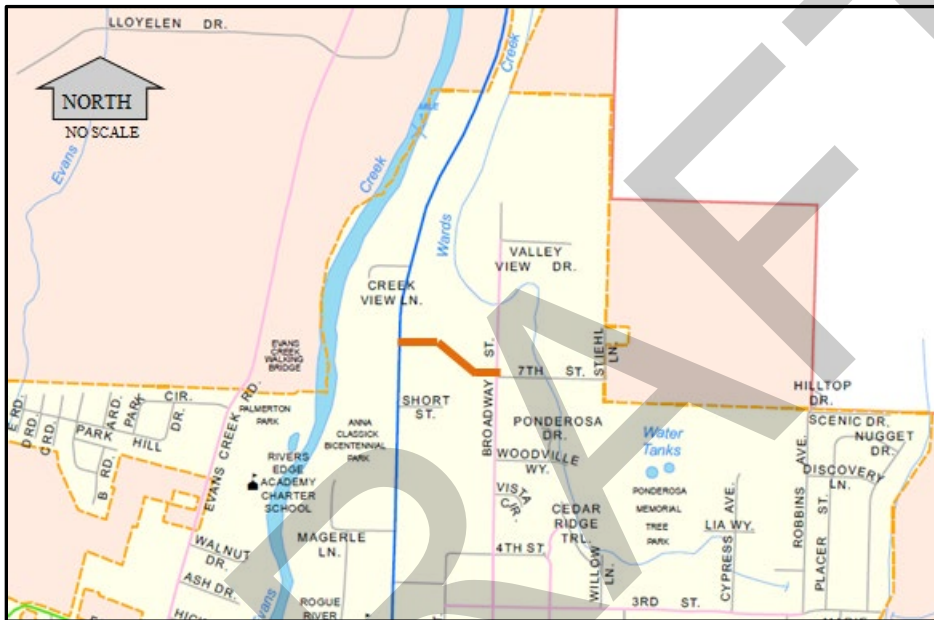 LLOYELEN DR.
NORTH
NO SCALE
Evans
Creek
Creek
Wards
VALLEY
VIEW DR.
CREEK
VIEW LN.
EVANS
CREEK
WALKING
BRIDGE
BROADWAY ST.
7TH ST.
STIEHL
LN.
SHORT
ST.
HILLTOP
DR.
SCENIC DR.
NUGGET
DR.
DISCOVERY
LN.
CIR.
PARK
DR.
PARK HILL
B RD.
EVANS CREEK RD.
PALMERTON
PARK
ANNA
CLASSICK
BICENTENNIAL
PARK
RIVERS
EDGE
ACADEMY
CHARTER
SCHOOL
PONDEROSA
DR.
WOODVILLE
WY.
Water
Tanks
VISTA
CIR.
PONDEROSA
MEMORIAL
TREE
PARK
CEDAR
RIDGE
TRL.
LIA WY.
CYPRESS AVE.
ROBBINS AVE.
PLACER ST.
MAGERLE
LN.
4TH ST.
WILLOW
LN.
WALNUT
DR.
ASH DR.
3RD ST.
ROGUE
RIVER
Evans
DRAFT